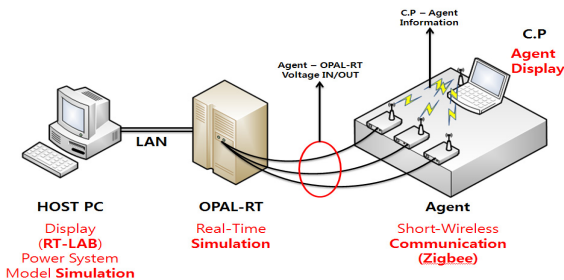 C.P – Agent
Information
C.P
Agent
Display
Agent – OPAL-RT
Voltage IN/OUT
LAN
HOST PC
Display
(RT-LAB)
Power System
Model Simulation
OPAL-RT
Real-Time
Simulation
Agent
Short-Wireless
Communication
(Zigbee)